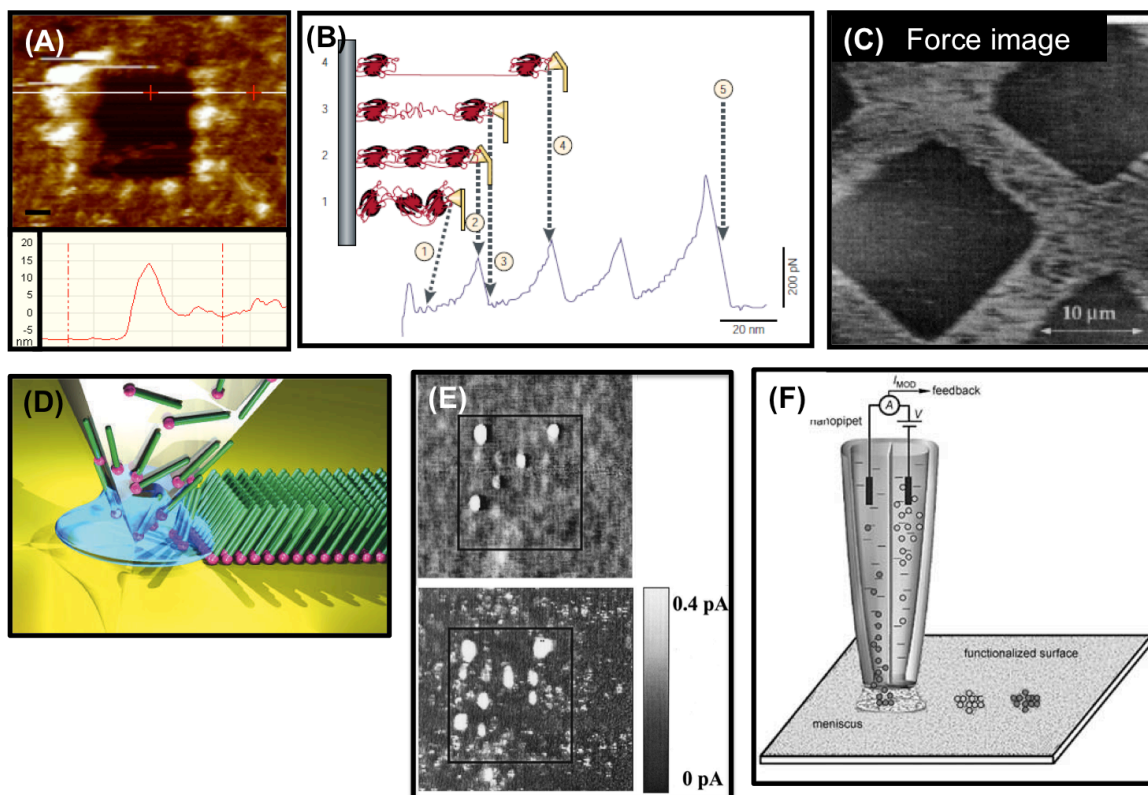 (A)
20
15
10
5
0
-5
nm
(B)
4
3
2
1
1
2
3
4
5
200 pN
20 nm
(C) Force image
10 μm
(D)
(E)
0.4 pA
0 pA
(F)
I MOD
feedback
A
V
nanopipet
functionalized surface
meniscus